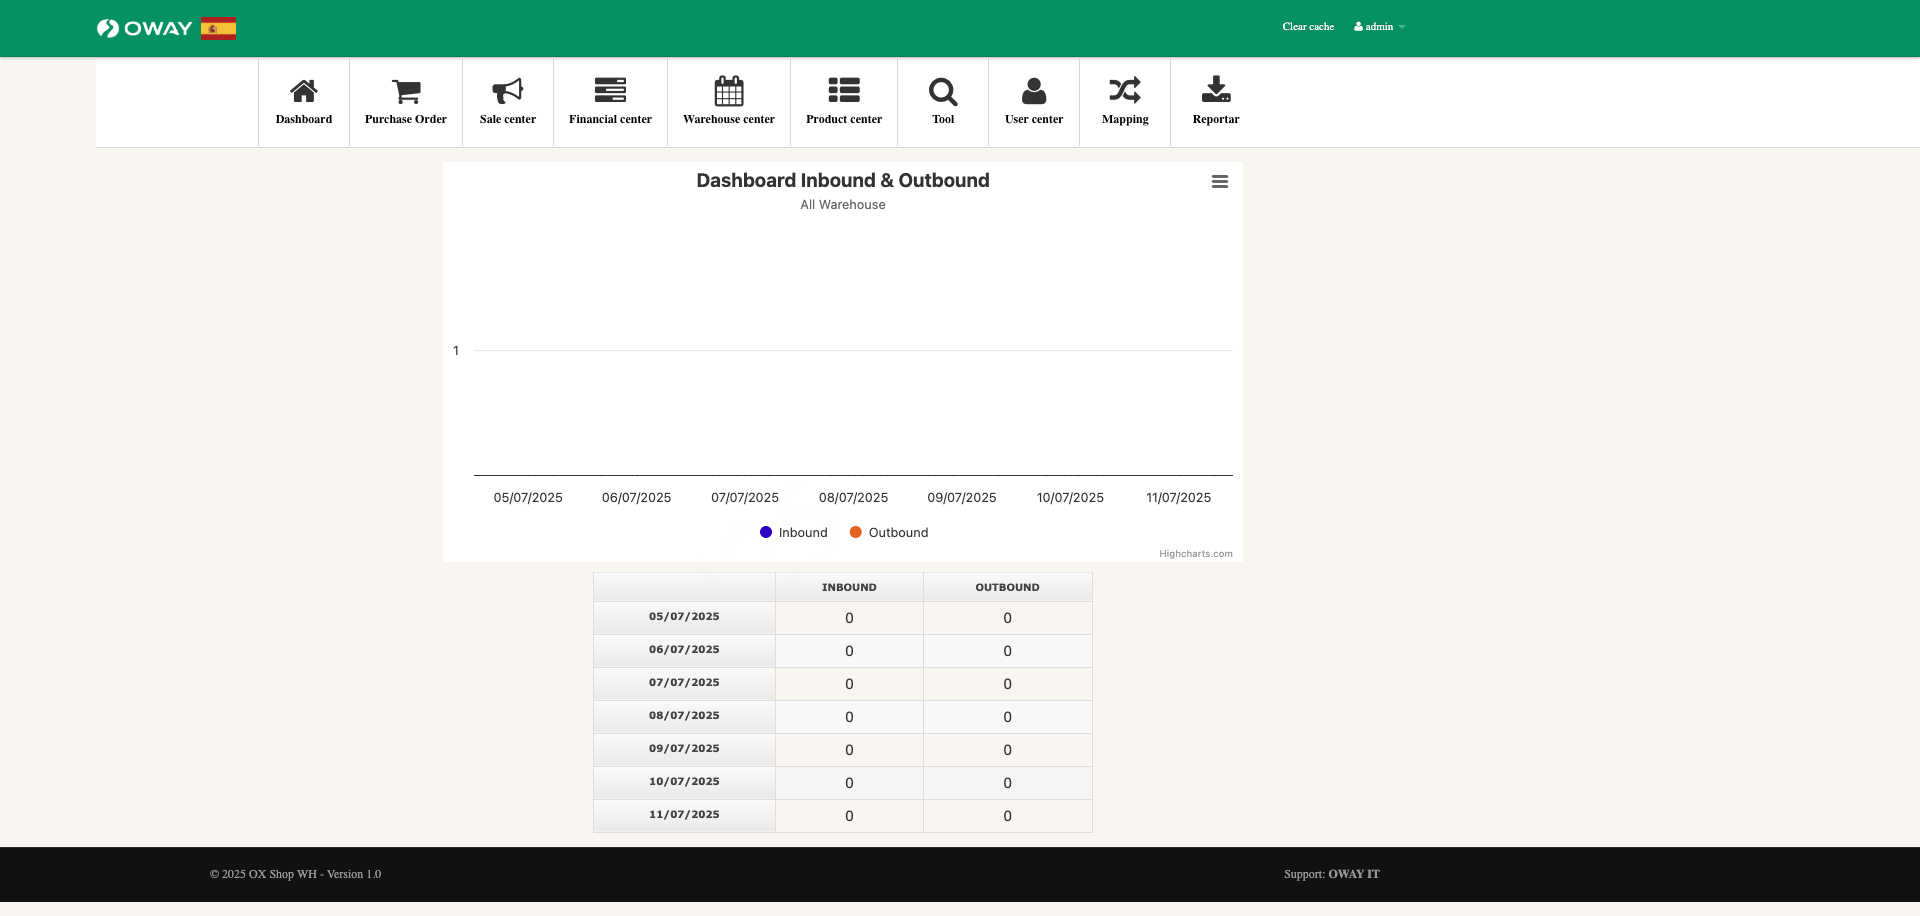 OWAY
Clear cache
admin
Dashboard
Purchase Order
Sale center
Financial center
Warehouse center
Product center
Tool
User center
Mapping
Reportar
Dashboard Inbound & Outbound
All Warehouse
1
05/07/2025 06/07/2025 07/07/2025 08/07/2025 09/07/2025 10/07/2025 11/07/2025
Inbound Outbound
Highcharts.com
INBOUND OUTBOUND
05/07/2025 0 0
06/07/2025 0 0
07/07/2025 0 0
08/07/2025 0 0
09/07/2025 0 0
10/07/2025 0 0
11/07/2025 0 0
© 2025 OX Shop WH - Version 1.0
Support: OWAY IT